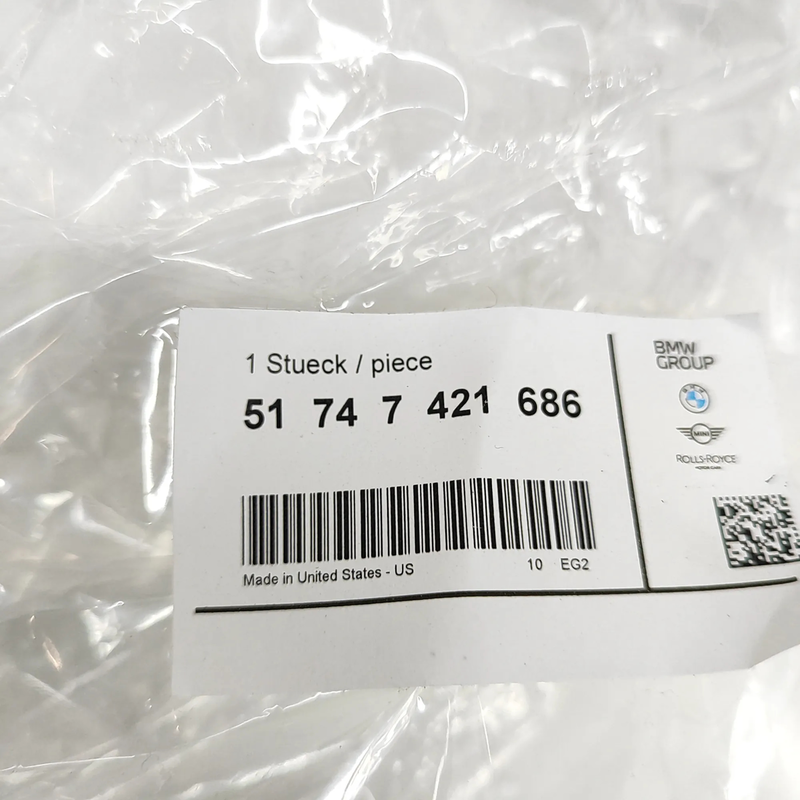 1 Stueck / piece
51 74 7 421 686
Made in United States - US
10 EG2
BMW
GROUP
MINI
ROLLS-ROYCE